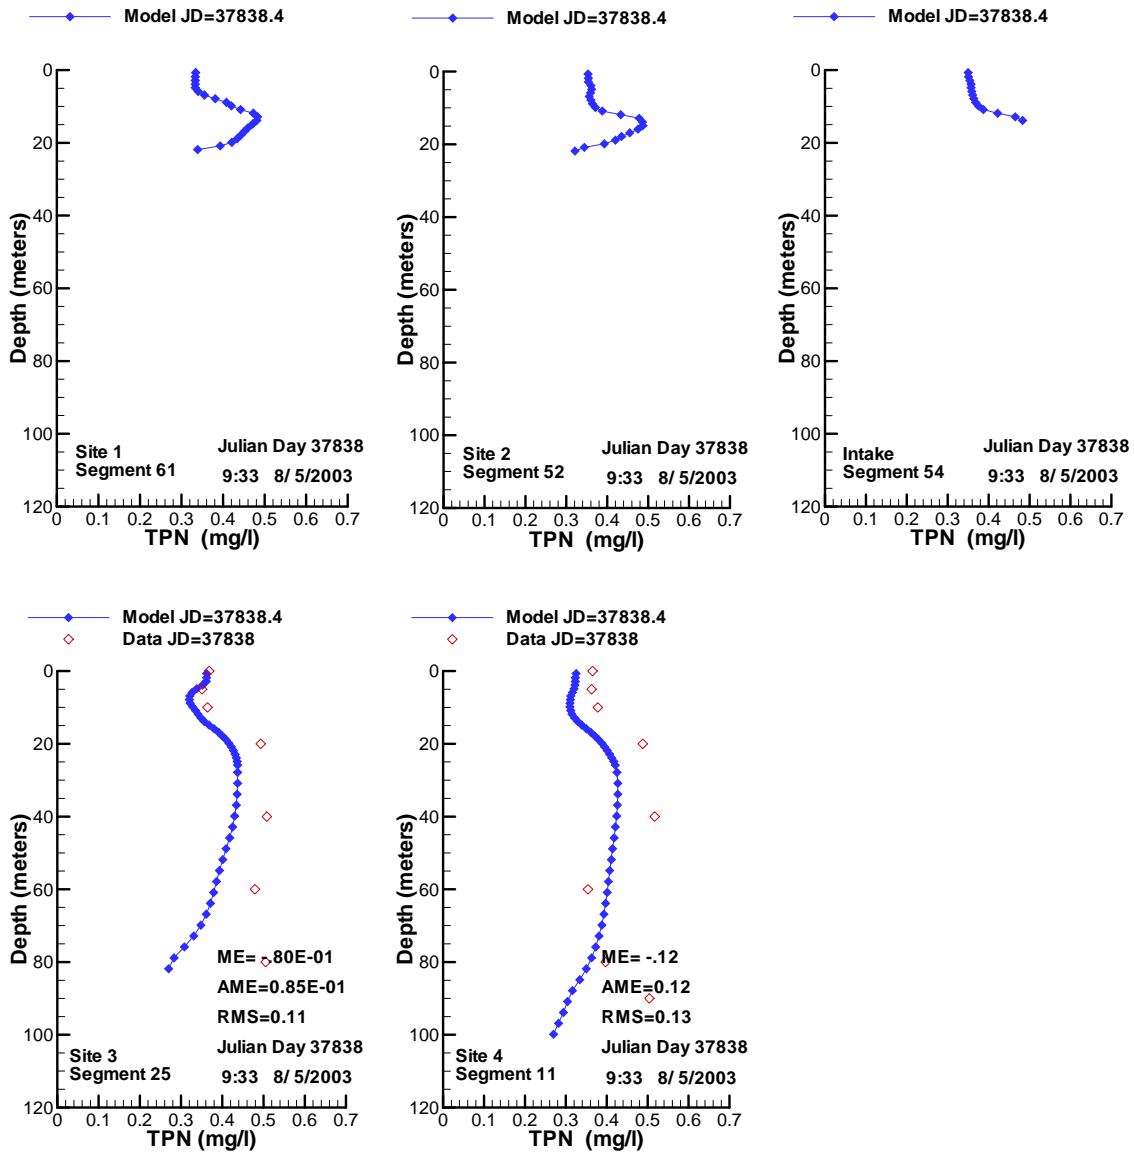 Model JD=37838.4
0
20
40
60
80
100
120
Depth (meters)
Site 1
Segment 61
Julian Day 37838
9:33 8/ 5/2003
0 0.1 0.2 0.3 0.4 0.5 0.6 0.7
TPN (mg/l)
Model JD=37838.4
0
20
40
60
80
100
120
Depth (meters)
Site 2
Segment 52
Julian Day 37838
9:33 8/ 5/2003
0 0.1 0.2 0.3 0.4 0.5 0.6 0.7
TPN (mg/l)
Model JD=37838.4
0
20
40
60
80
100
120
Depth (meters)
Intake
Segment 54
Julian Day 37838
9:33 8/ 5/2003
0 0.1 0.2 0.3 0.4 0.5 0.6 0.7
TPN (mg/l)
Model JD=37838.4
Data JD=37838
0
20
40
60
80
100
120
Depth (meters)
ME= -.80E-01
AME=0.85E-01
RMS=0.11
Site 3
Segment 25
Julian Day 37838
9:33 8/ 5/2003
0 0.1 0.2 0.3 0.4 0.5 0.6 0.7
TPN (mg/l)
Model JD=37838.4
Data JD=37838
0
20
40
60
80
100
120
Depth (meters)
ME= -.12
AME=0.12
RMS=0.13
Site 4
Segment 11
Julian Day 37838
9:33 8/ 5/2003
0 0.1 0.2 0.3 0.4 0.5 0.6 0.7
TPN (mg/l)